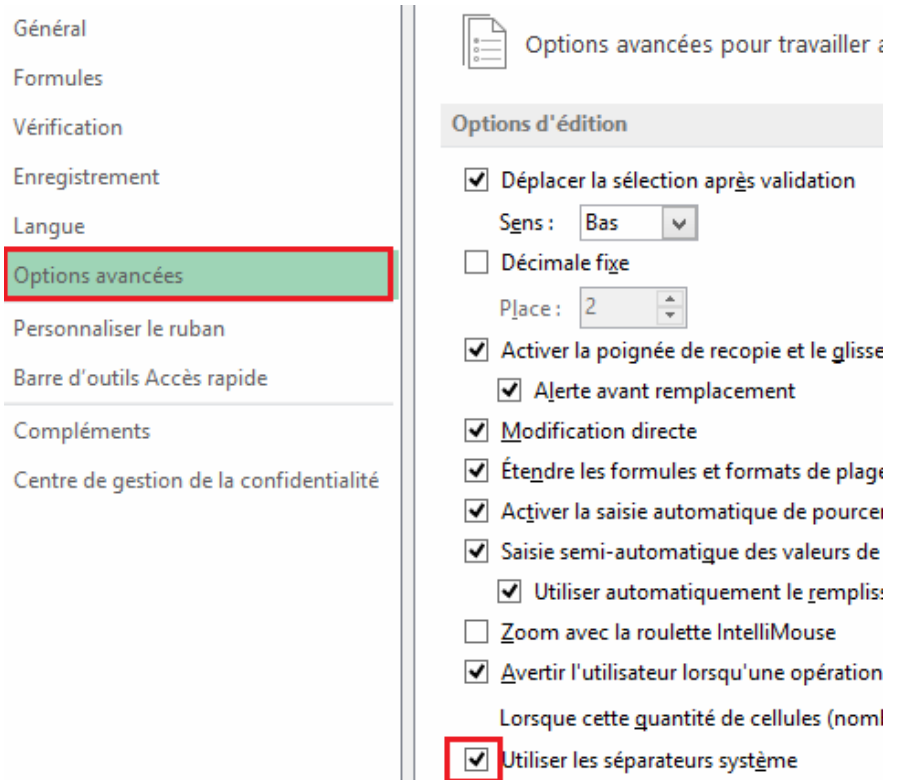 Général
Formules
Vérification
Enregistrement
Langue
Options avancées
Personnaliser le ruban
Barre d'outils Accès rapide
Compléments
Centre de gestion de la confidentialité
Options avancées pour travailler
Options d'édition
Déplacer la sélection après validation
Sens : Bas
Décimale fixe
Place : 2
Activer la poignée de recopie et le glisse
Alerte avant remplacement
Modification directe
Étendre les formules et formats de plage
Activer la saisie automatique de pource
Saisie semi-automatique des valeurs de
Utiliser automatiquement le rempliss
Zoom avec la roulette IntelliMouse
Avertir l'utilisateur lorsqu'une opération
Lorsque cette quantité de cellules (nom
Utiliser les séparateurs système